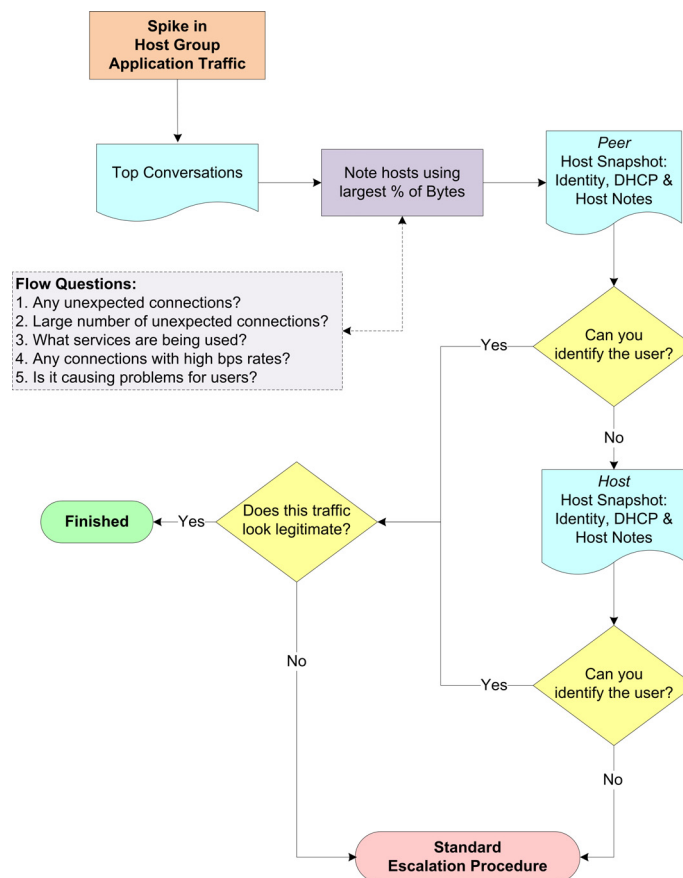 Spike in
Host Group
Application Traffic
Top Conversations
Note hosts using
largest % of Bytes
Peer
Host Snapshot:
Identity, DHCP &
Host Notes
Flow Questions:
1. Any unexpected connections?
2. Large number of unexpected connections?
3. What services are being used?
4. Any connections with high bps rates?
5. Is it causing problems for users?
Can you
identify the user?
Yes
No
Host
Host Snapshot:
Identity, DHCP &
Host Notes
Does this traffic
look legitimate?
Yes
Finished
No
Can you
identify the user?
Yes
No
Standard
Escalation Procedure